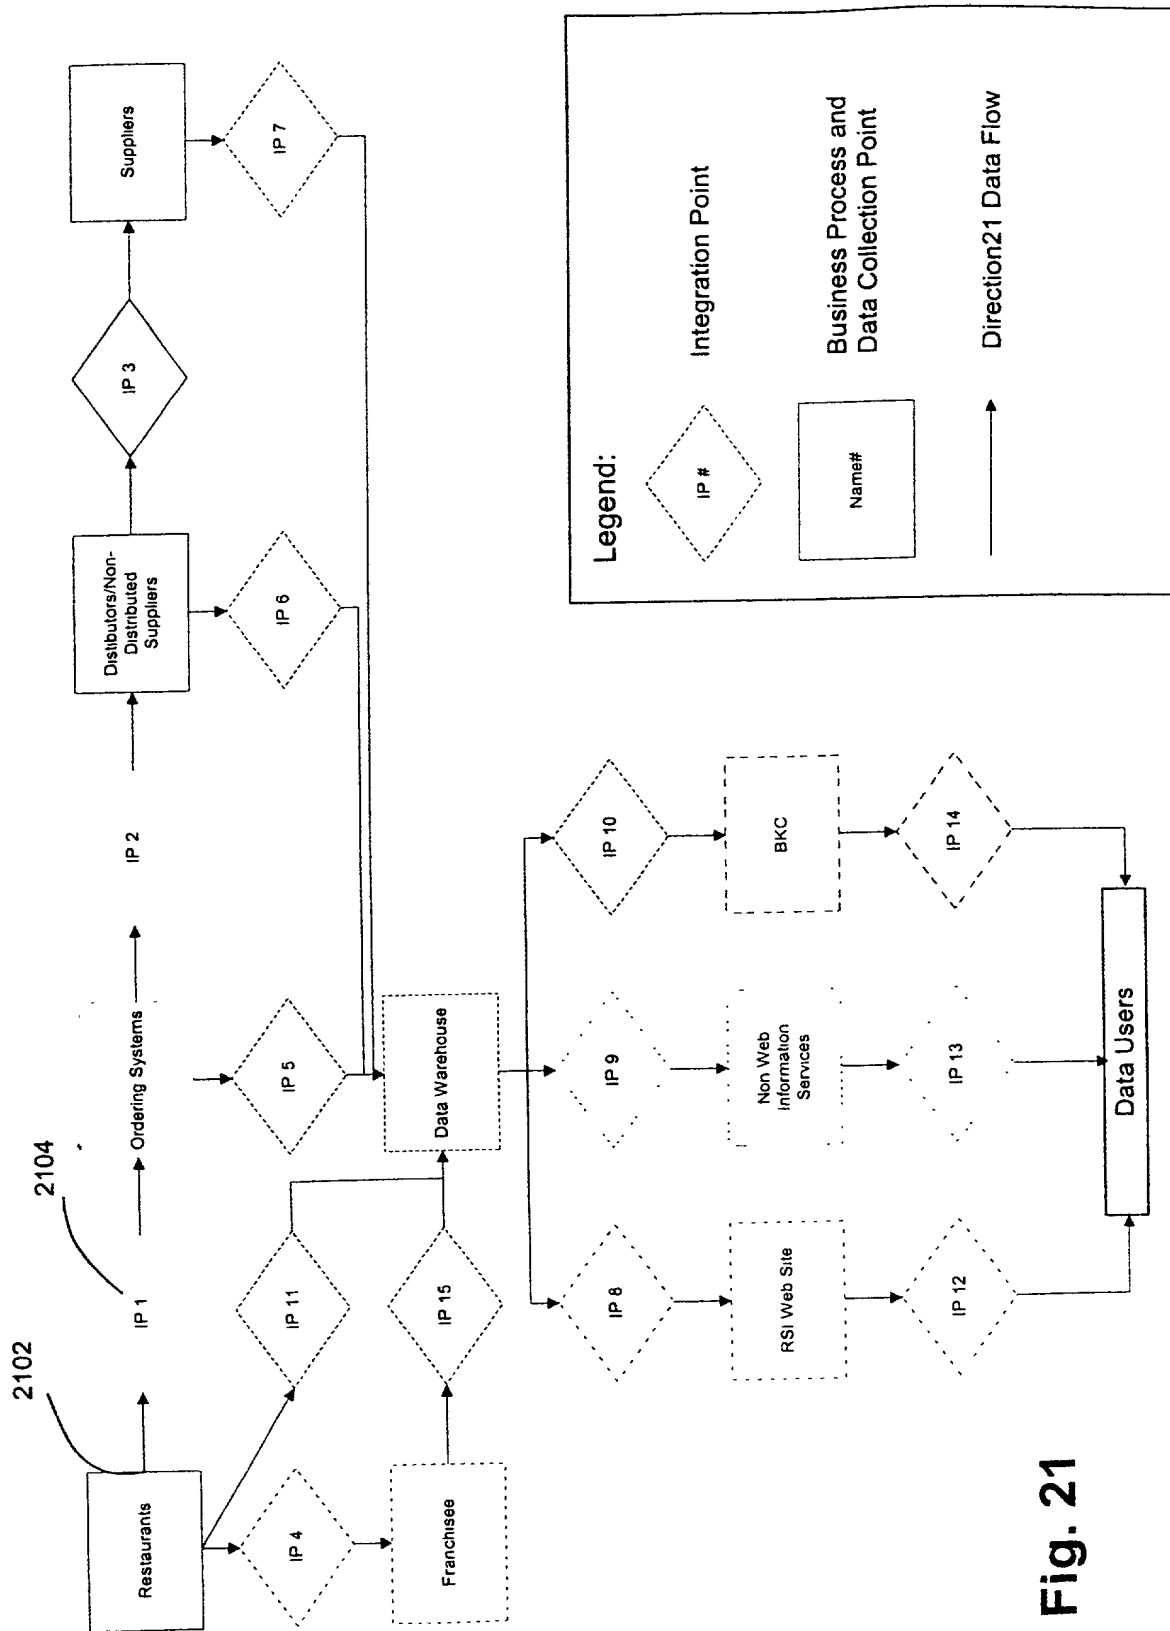 2102
2104
Restaurants
IP 1
Ordering Systems
IP 2
Distibutors/Non-
Distributed
Suppliers
IP 3
Suppliers
IP 4
IP 11
IP 5
IP 6
IP 7
Franchisee
IP 15
Data Warehouse
IP 8
IP 9
IP 10
RSI Web Site
Non Web
Information
Services
BKC
IP 12
IP 13
IP 14
Data Users
Legend:
IP #
Integration Point
Name#
Business Process and
Data Collection Point
Direction21 Data Flow
Fig. 21